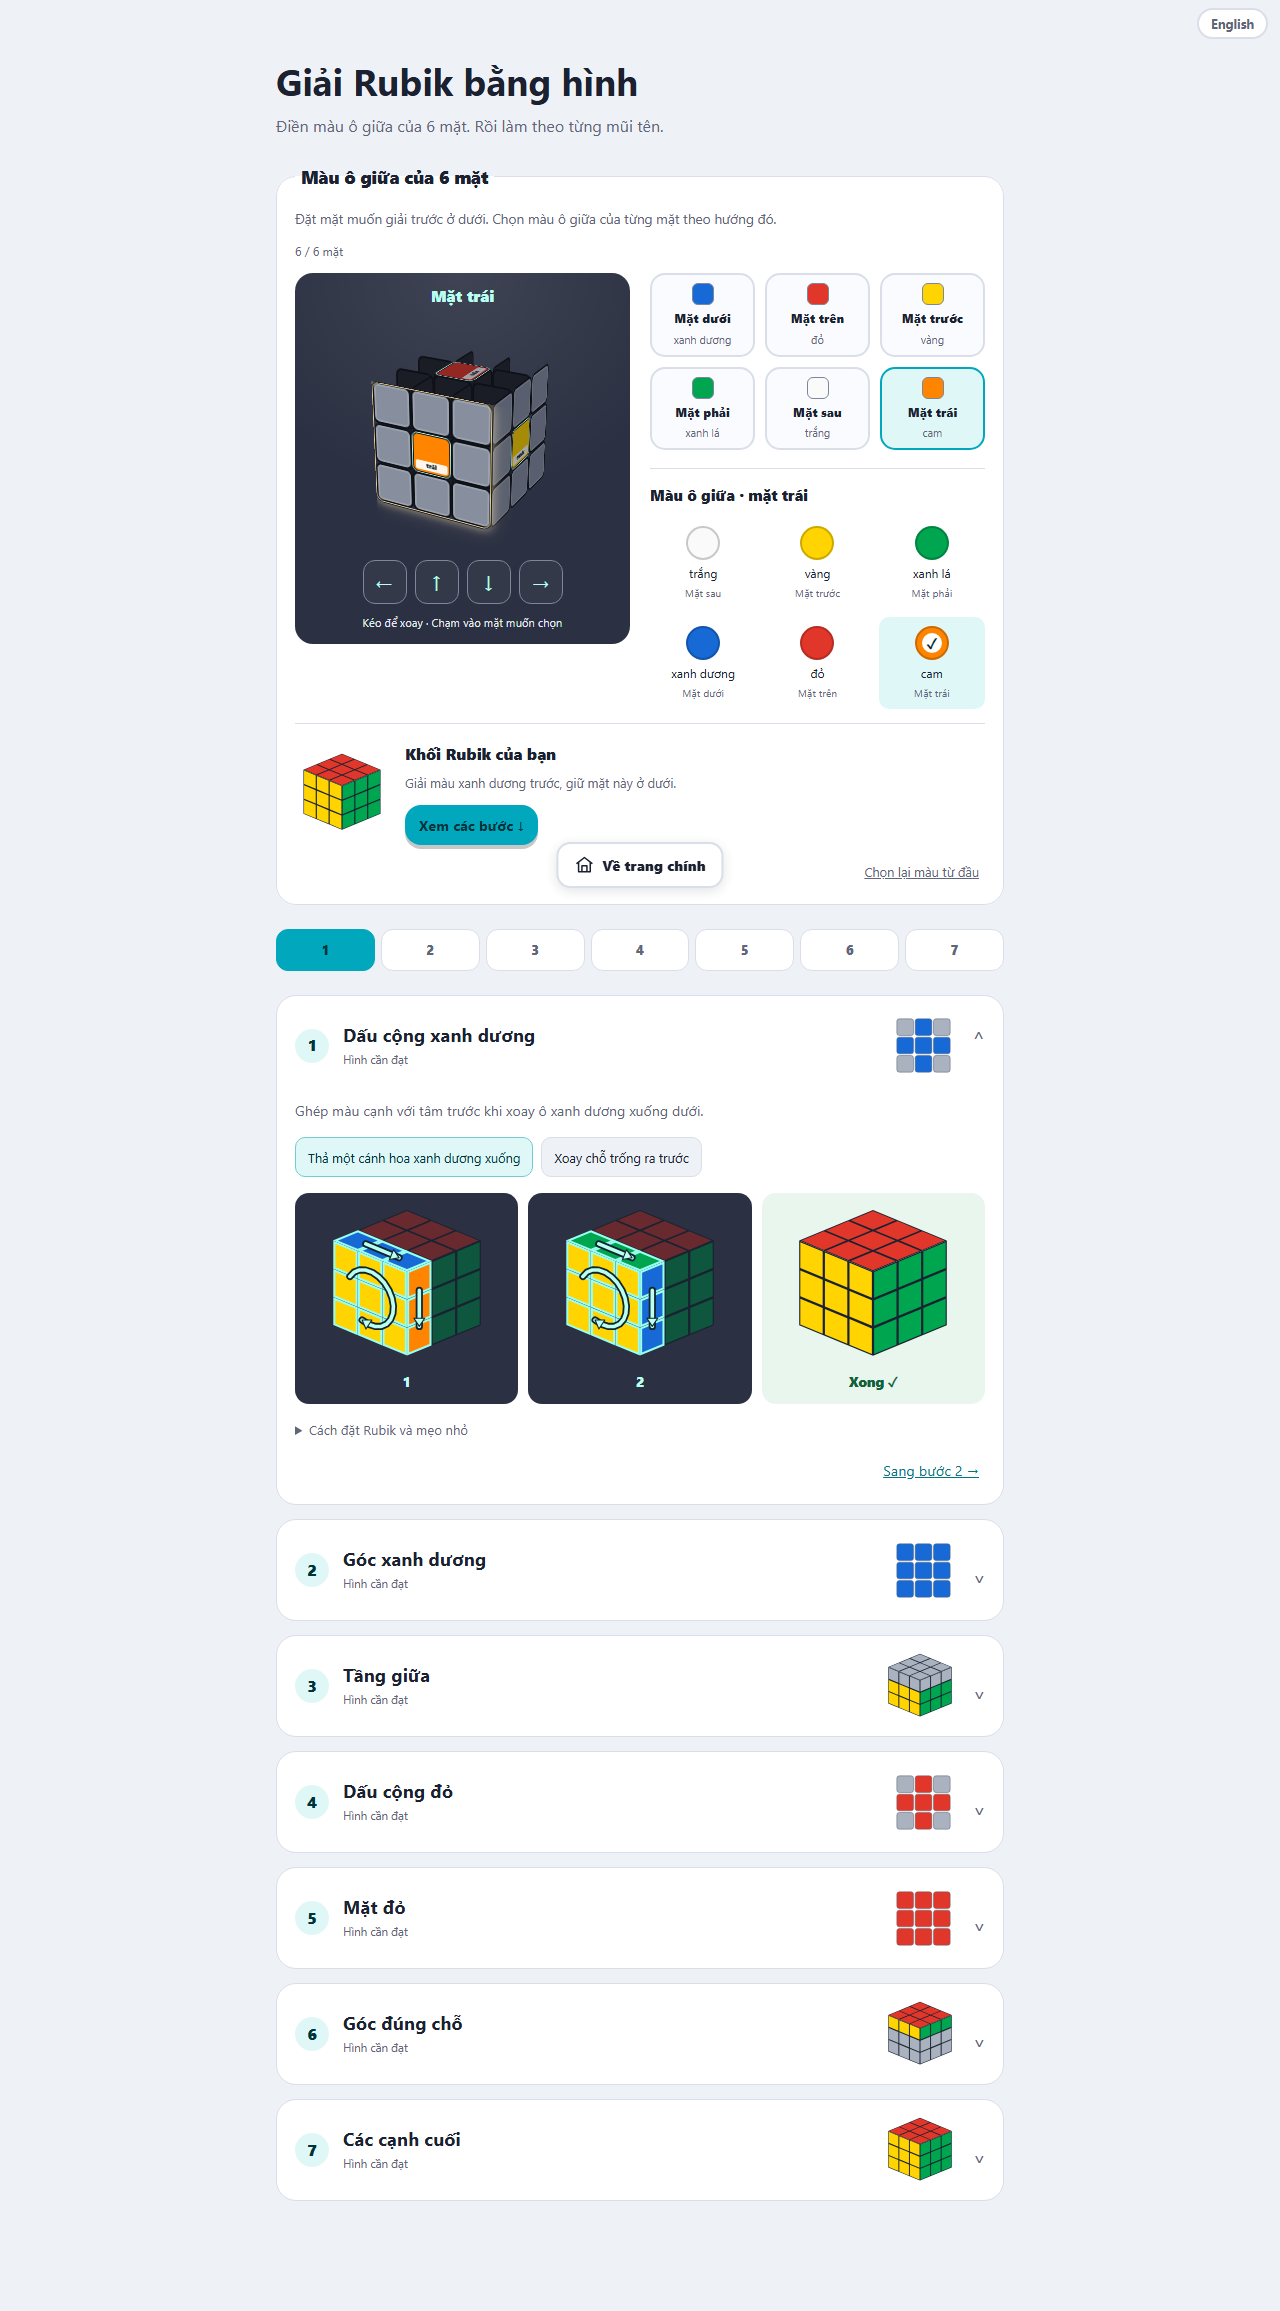 English
Giải Rubik bằng hình
Điền màu ô giữa của 6 mặt. Rồi làm theo từng mũi tên.
Màu ô giữa của 6 mặt
Đặt mặt muốn giải trước ở dưới. Chọn màu ô giữa của từng mặt theo hướng đó.
6 / 6 mặt
Mặt trái
trái
← ↑ ↓ →
Kéo để xoay · Chạm vào mặt muốn chọn
Mặt dưới
xanh dương
Mặt trên
đỏ
Mặt trước
vàng
Mặt phải
xanh lá
Mặt sau
trắng
Mặt trái
cam
Màu ô giữa · mặt trái
trắng
Mặt sau
vàng
Mặt trước
xanh lá
Mặt phải
xanh dương
Mặt dưới
đỏ
Mặt trên
✓
cam
Mặt trái
Khối Rubik của bạn
Giải màu xanh dương trước, giữ mặt này ở dưới.
Xem các bước ↓
Về trang chính
Chọn lại màu từ đầu
1 2 3 4 5 6 7
1
Dấu cộng xanh dương
Hình cần đạt
Ghép màu cạnh với tâm trước khi xoay ô xanh dương xuống dưới.
Thả một cánh hoa xanh dương xuống
Xoay chỗ trống ra trước
1
2
Xong ✓
Cách đặt Rubik và mẹo nhỏ
Sang bước 2 →
2
Góc xanh dương
Hình cần đạt
3
Tầng giữa
Hình cần đạt
4
Dấu cộng đỏ
Hình cần đạt
5
Mặt đỏ
Hình cần đạt
6
Góc đúng chỗ
Hình cần đạt
7
Các cạnh cuối
Hình cần đạt